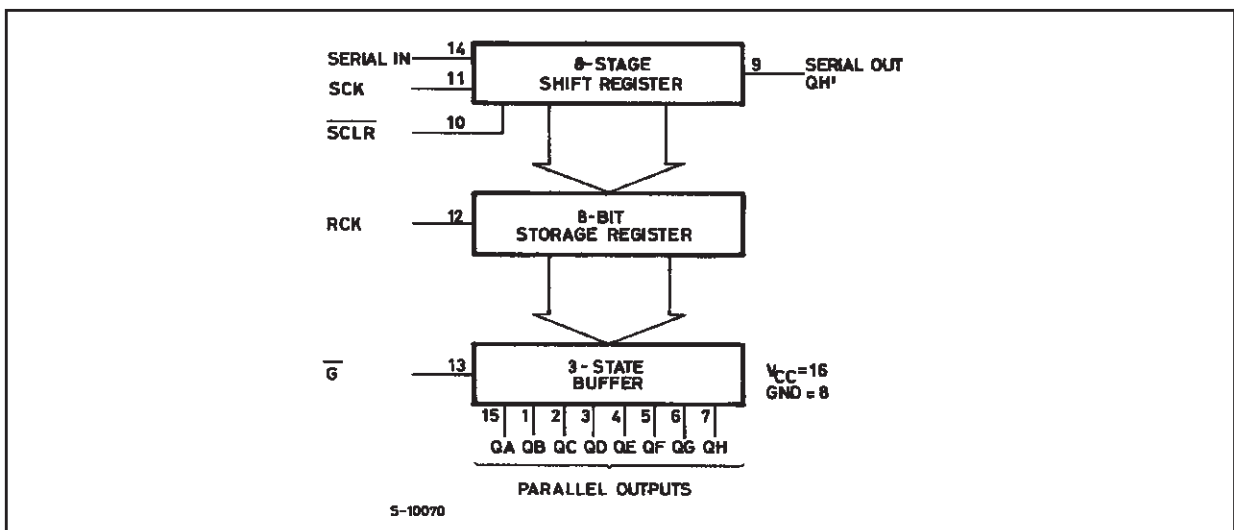 SERIAL IN 14
SCK 11
S̅C̅L̅R̅ 10
8-STAGE
SHIFT REGISTER
9 SERIAL OUT
QH'
RCK 12
8-BIT
STORAGE REGISTER
G̅ 13
3-STATE
BUFFER
VCC=16
GND = 8
15 1 2 3 4 5 6 7
QA QB QC QD QE QF QG QH
PARALLEL OUTPUTS
S-10070